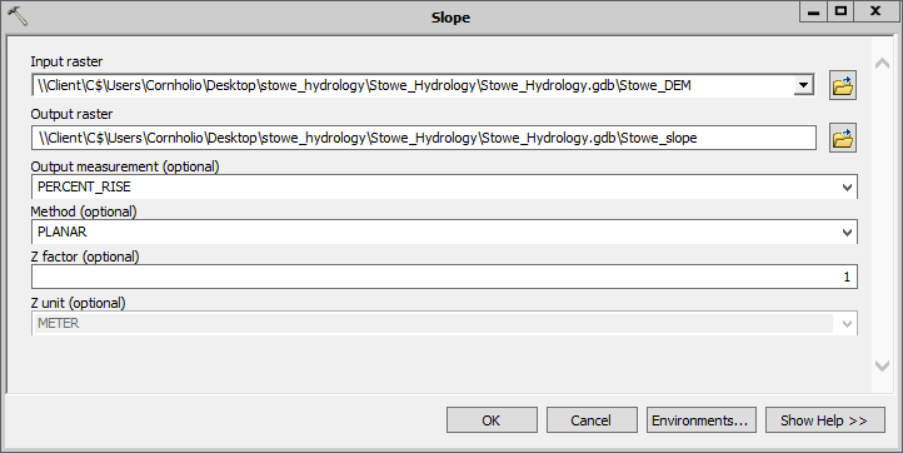 Slope
Input raster
\\Client\C$\Users\Cornholio\Desktop\stowe_hydrology\Stowe_Hydrology\Stowe_Hydrology.gdb\Stowe_DEM
Output raster
\\Client\C$\Users\Cornholio\Desktop\stowe_hydrology\Stowe_Hydrology\Stowe_Hydrology.gdb\Stowe_slope
Output measurement (optional)
PERCENT_RISE
Method (optional)
PLANAR
Z factor (optional)
1
Z unit (optional)
METER
OK Cancel Environments... Show Help >>